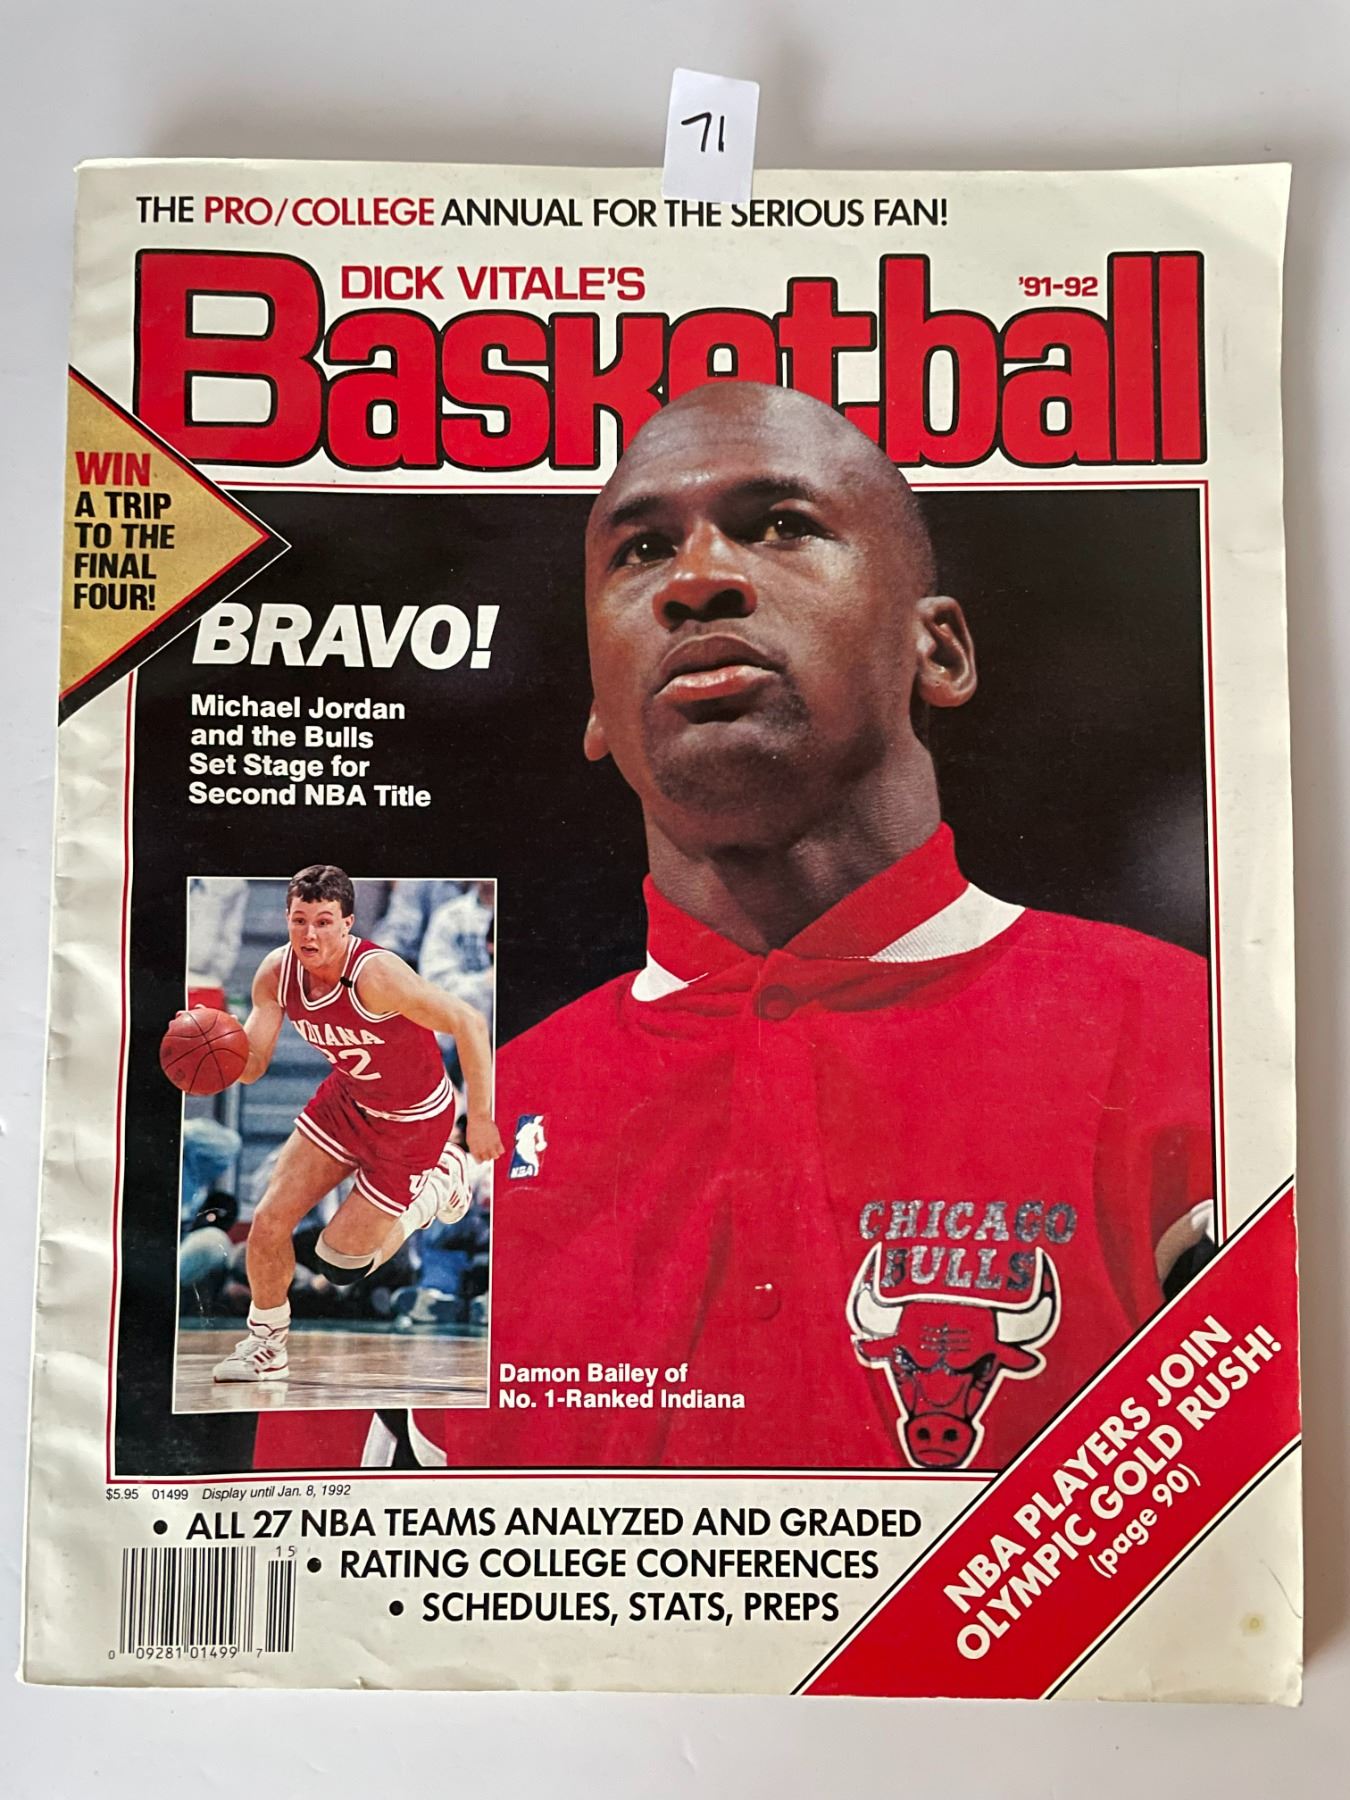 71
THE PRO/COLLEGE ANNUAL FOR THE SERIOUS FAN!
DICK VITALE'S
'91-92
Basketball
WIN
A TRIP
TO THE
FINAL
FOUR!
BRAVO!
Michael Jordan
and the Bulls
Set Stage for
Second NBA Title
INDIANA
22
NBA
CHICAGO
BULLS
Damon Bailey of
No. 1-Ranked Indiana
NBA PLAYERS JOIN
OLYMPIC GOLD RUSH!
(page 90)
$5.95 01499 Display until Jan. 8, 1992
• ALL 27 NBA TEAMS ANALYZED AND GRADED
• RATING COLLEGE CONFERENCES
• SCHEDULES, STATS, PREPS
15
0 09281 01499 7